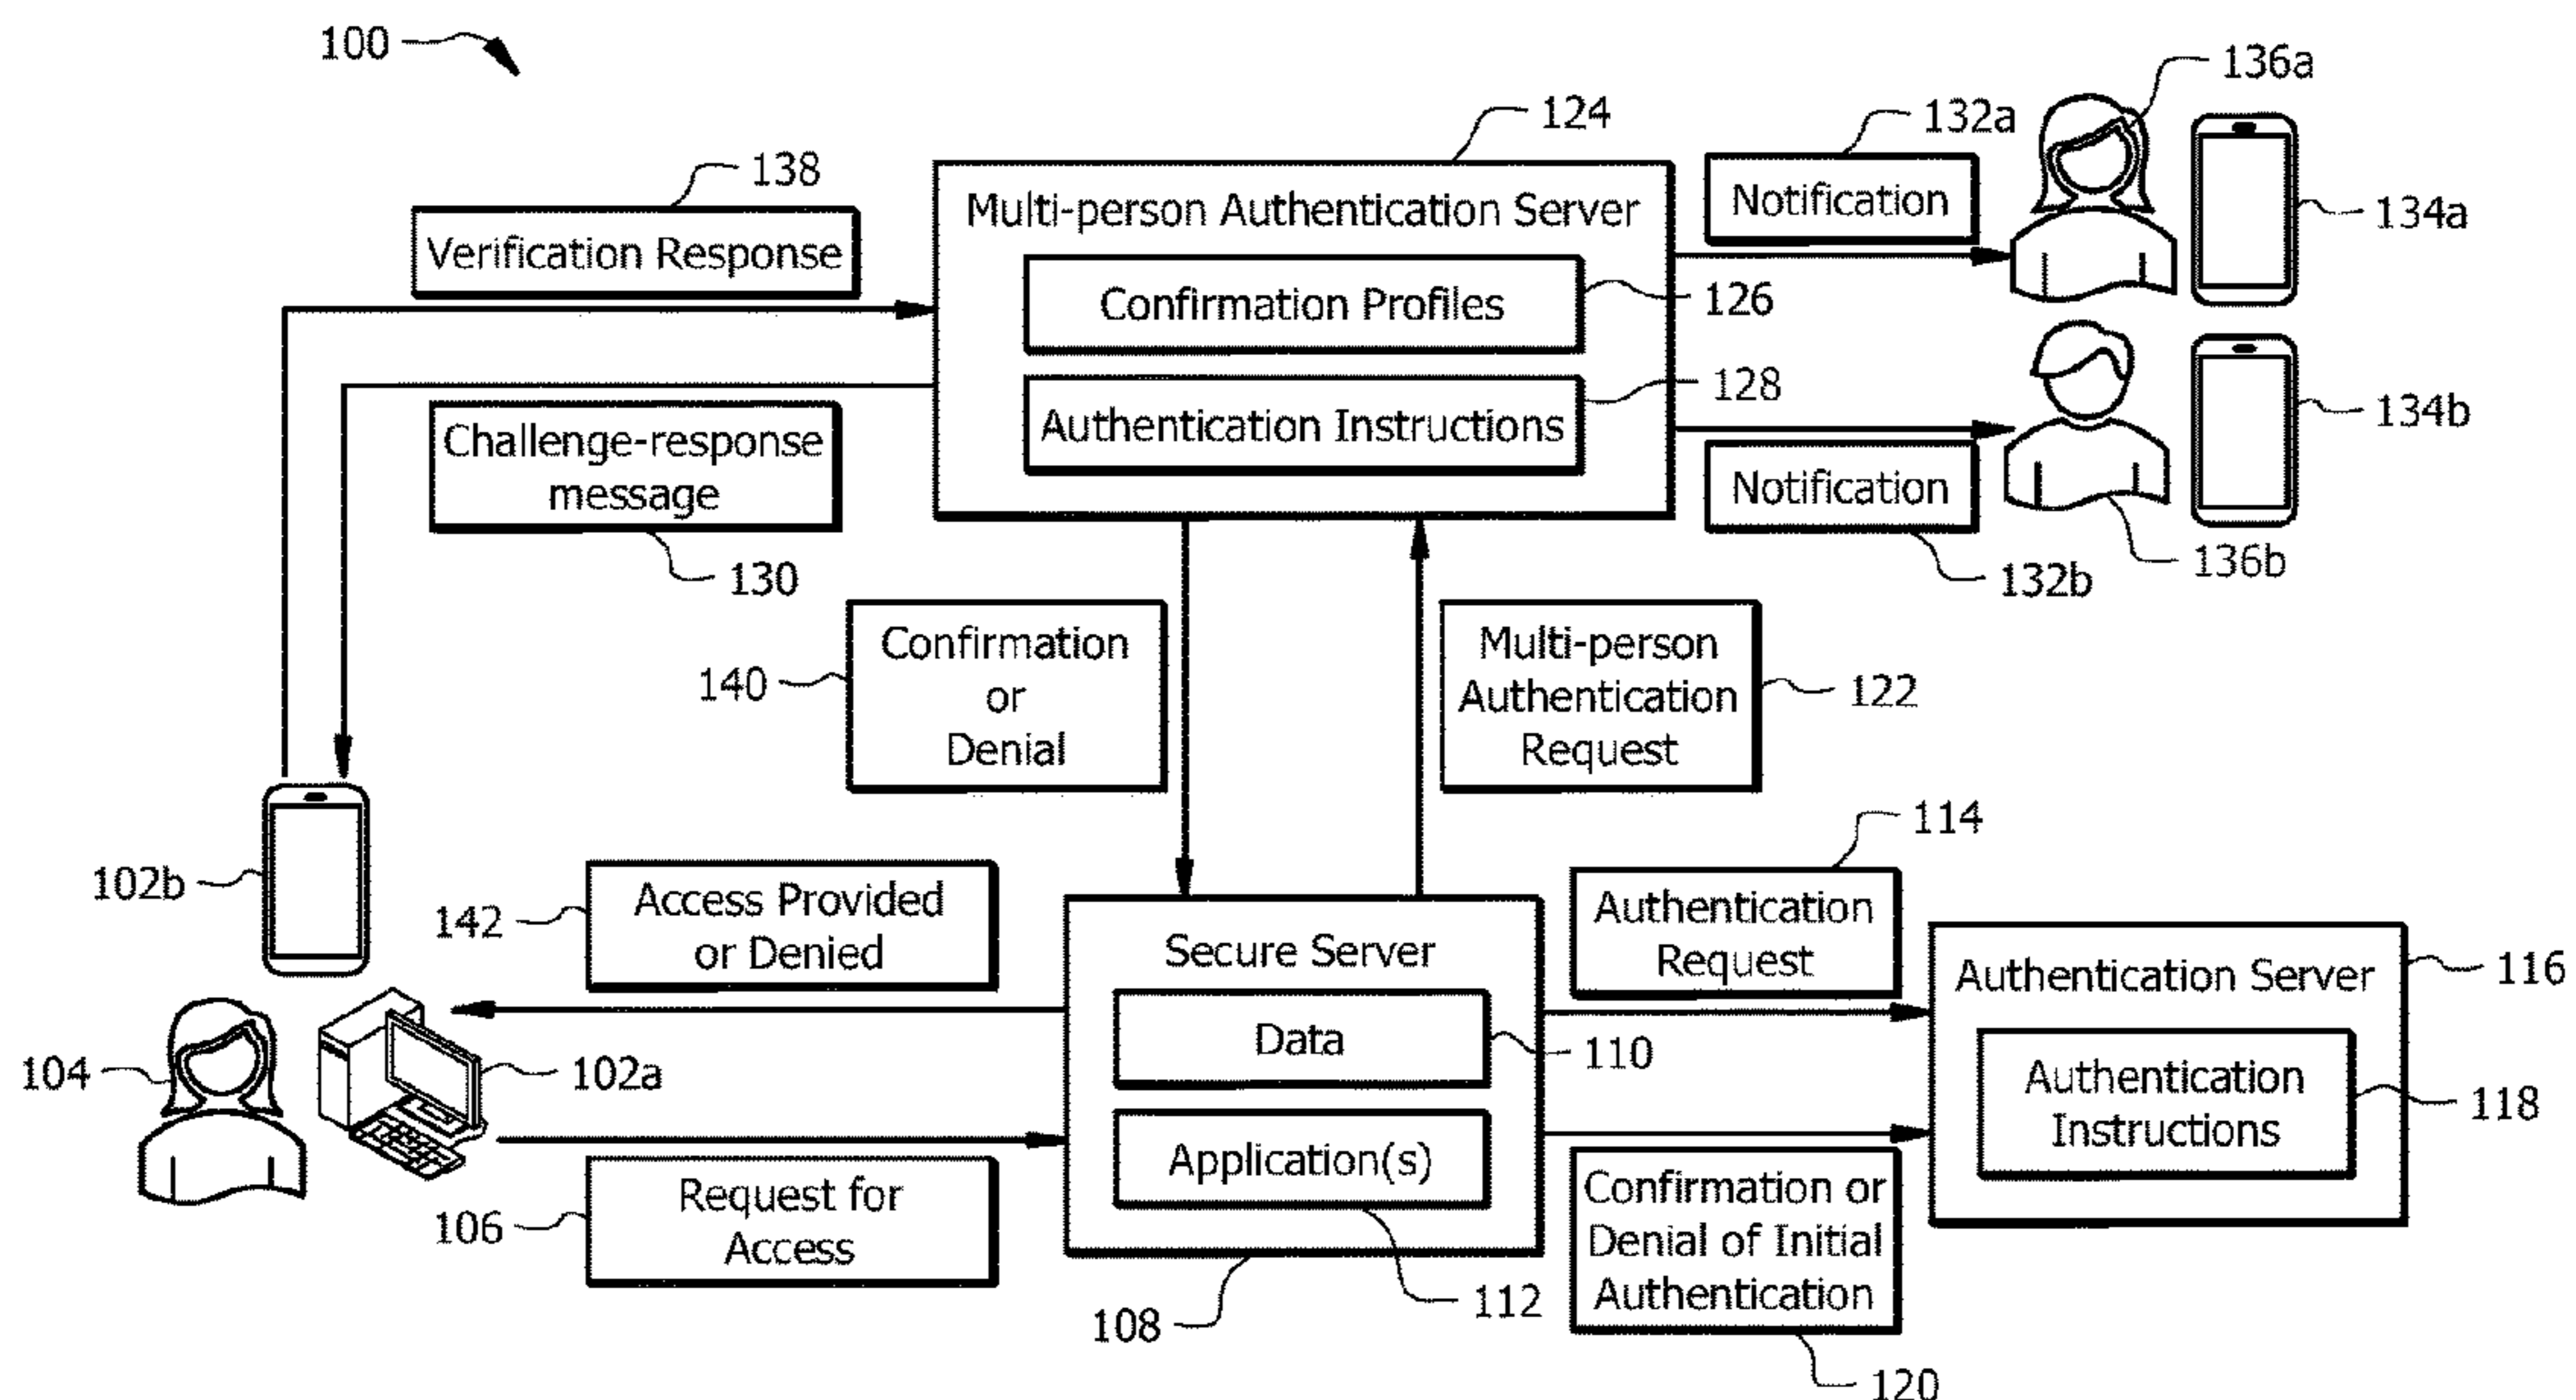 100
136a
124
132a
138
Multi-person Authentication Server
Notification
134a
Verification Response
Confirmation Profiles
126
128
134b
Challenge-response
message
Authentication Instructions
Notification
130
132b
136b
Confirmation
or
Denial
140
Multi-person
Authentication
Request
122
114
102b
142
Access Provided
or Denied
Secure Server
Authentication
Request
Authentication Server
116
104
102a
Data
110
Authentication
Instructions
118
Application(s)
106
Request for
Access
Confirmation or
Denial of Initial
Authentication
108
112
120